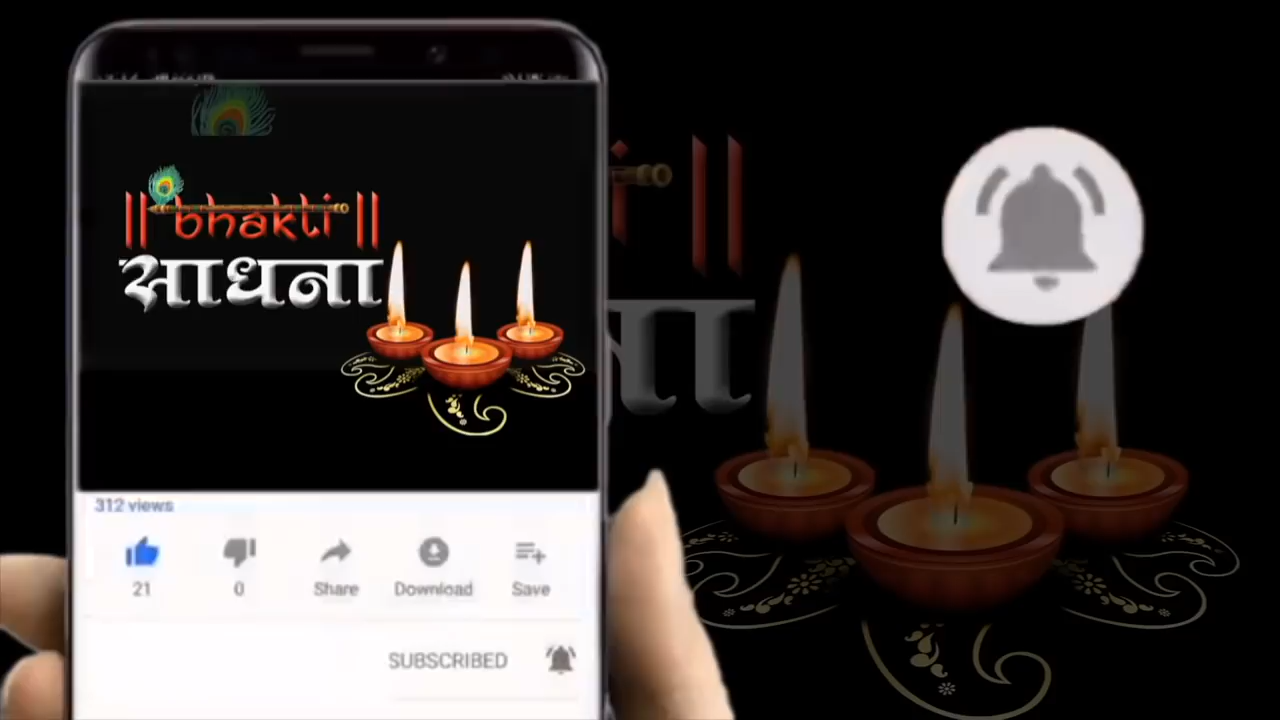 || bhakti ||
साधना
312 views
21
0
Share
Download
Save
SUBSCRIBED